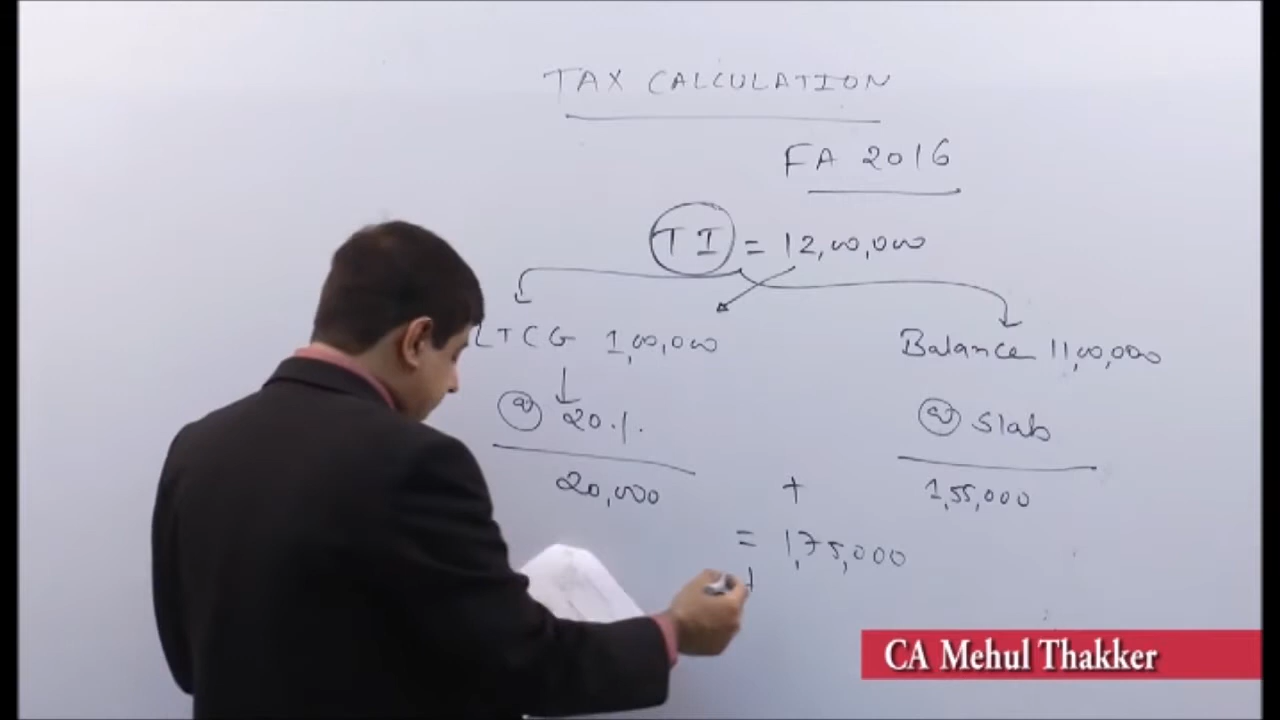 TAX CALCULATION
FA 2016
TI = 12,00,000
LTCG 1,00,000
Balance 11,00,000
@ 20%
@ Slab
20,000 + 1,55,000
= 1,75,000
+
CA Mehul Thakker